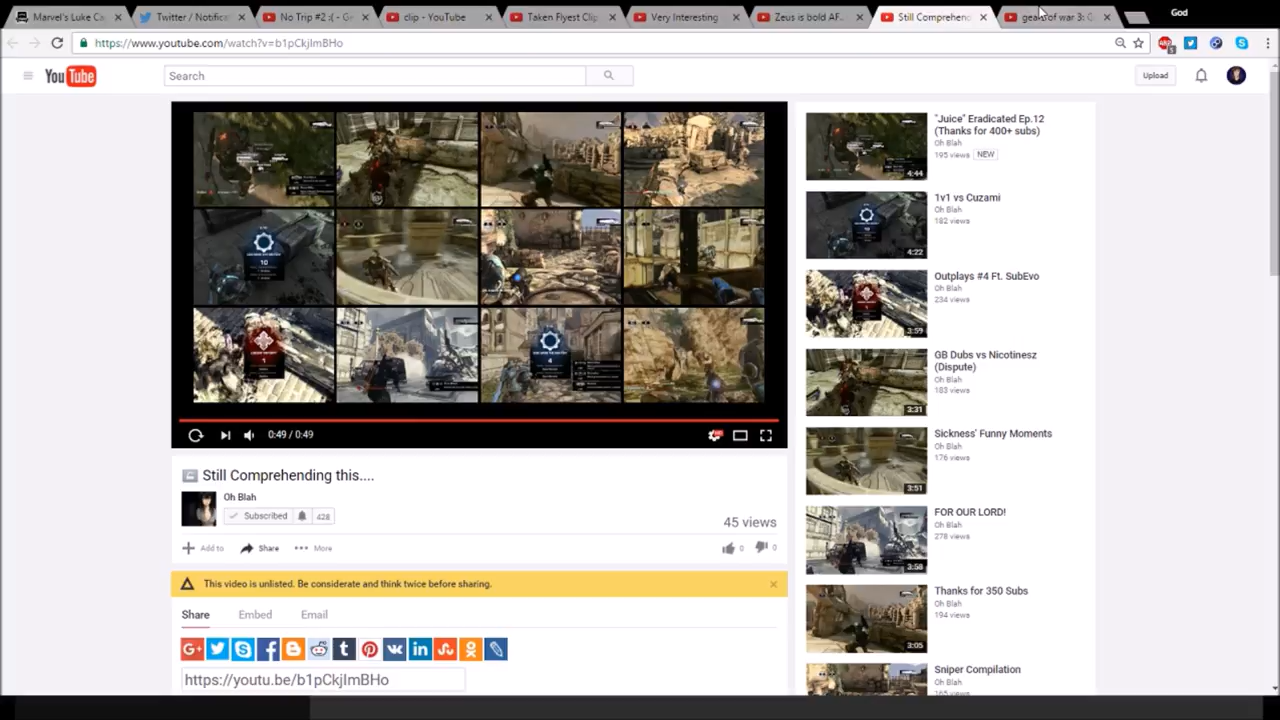 Marvel's Luke Ca
Twitter / Notifica
No Trip #2 :( - Ge
clip - YouTube
Taken Flyest Clip
Very Interesting
Zeus is bold AF..
Still Comprehend
gears of war 3: G
God
https://www.youtube.com/watch?v=b1pCkjlmBHo
YouTube
Search
Upload
0:49 / 0:49
Still Comprehending this....
Oh Blah
Subscribed 428
45 views
Add to
Share
More
0
0
This video is unlisted. Be considerate and think twice before sharing.
Share
Embed
Email
https://youtu.be/b1pCkjlmBHo
"Juice" Eradicated Ep.12
(Thanks for 400+ subs)
Oh Blah
195 views NEW
4:44
1v1 vs Cuzami
Oh Blah
182 views
4:22
Outplays #4 Ft. SubEvo
Oh Blah
234 views
3:59
GB Dubs vs Nicotinesz
(Dispute)
Oh Blah
183 views
3:31
Sickness' Funny Moments
Oh Blah
176 views
3:51
FOR OUR LORD!
Oh Blah
278 views
3:58
Thanks for 350 Subs
Oh Blah
194 views
3:05
Sniper Compilation
Oh Blah
165 views